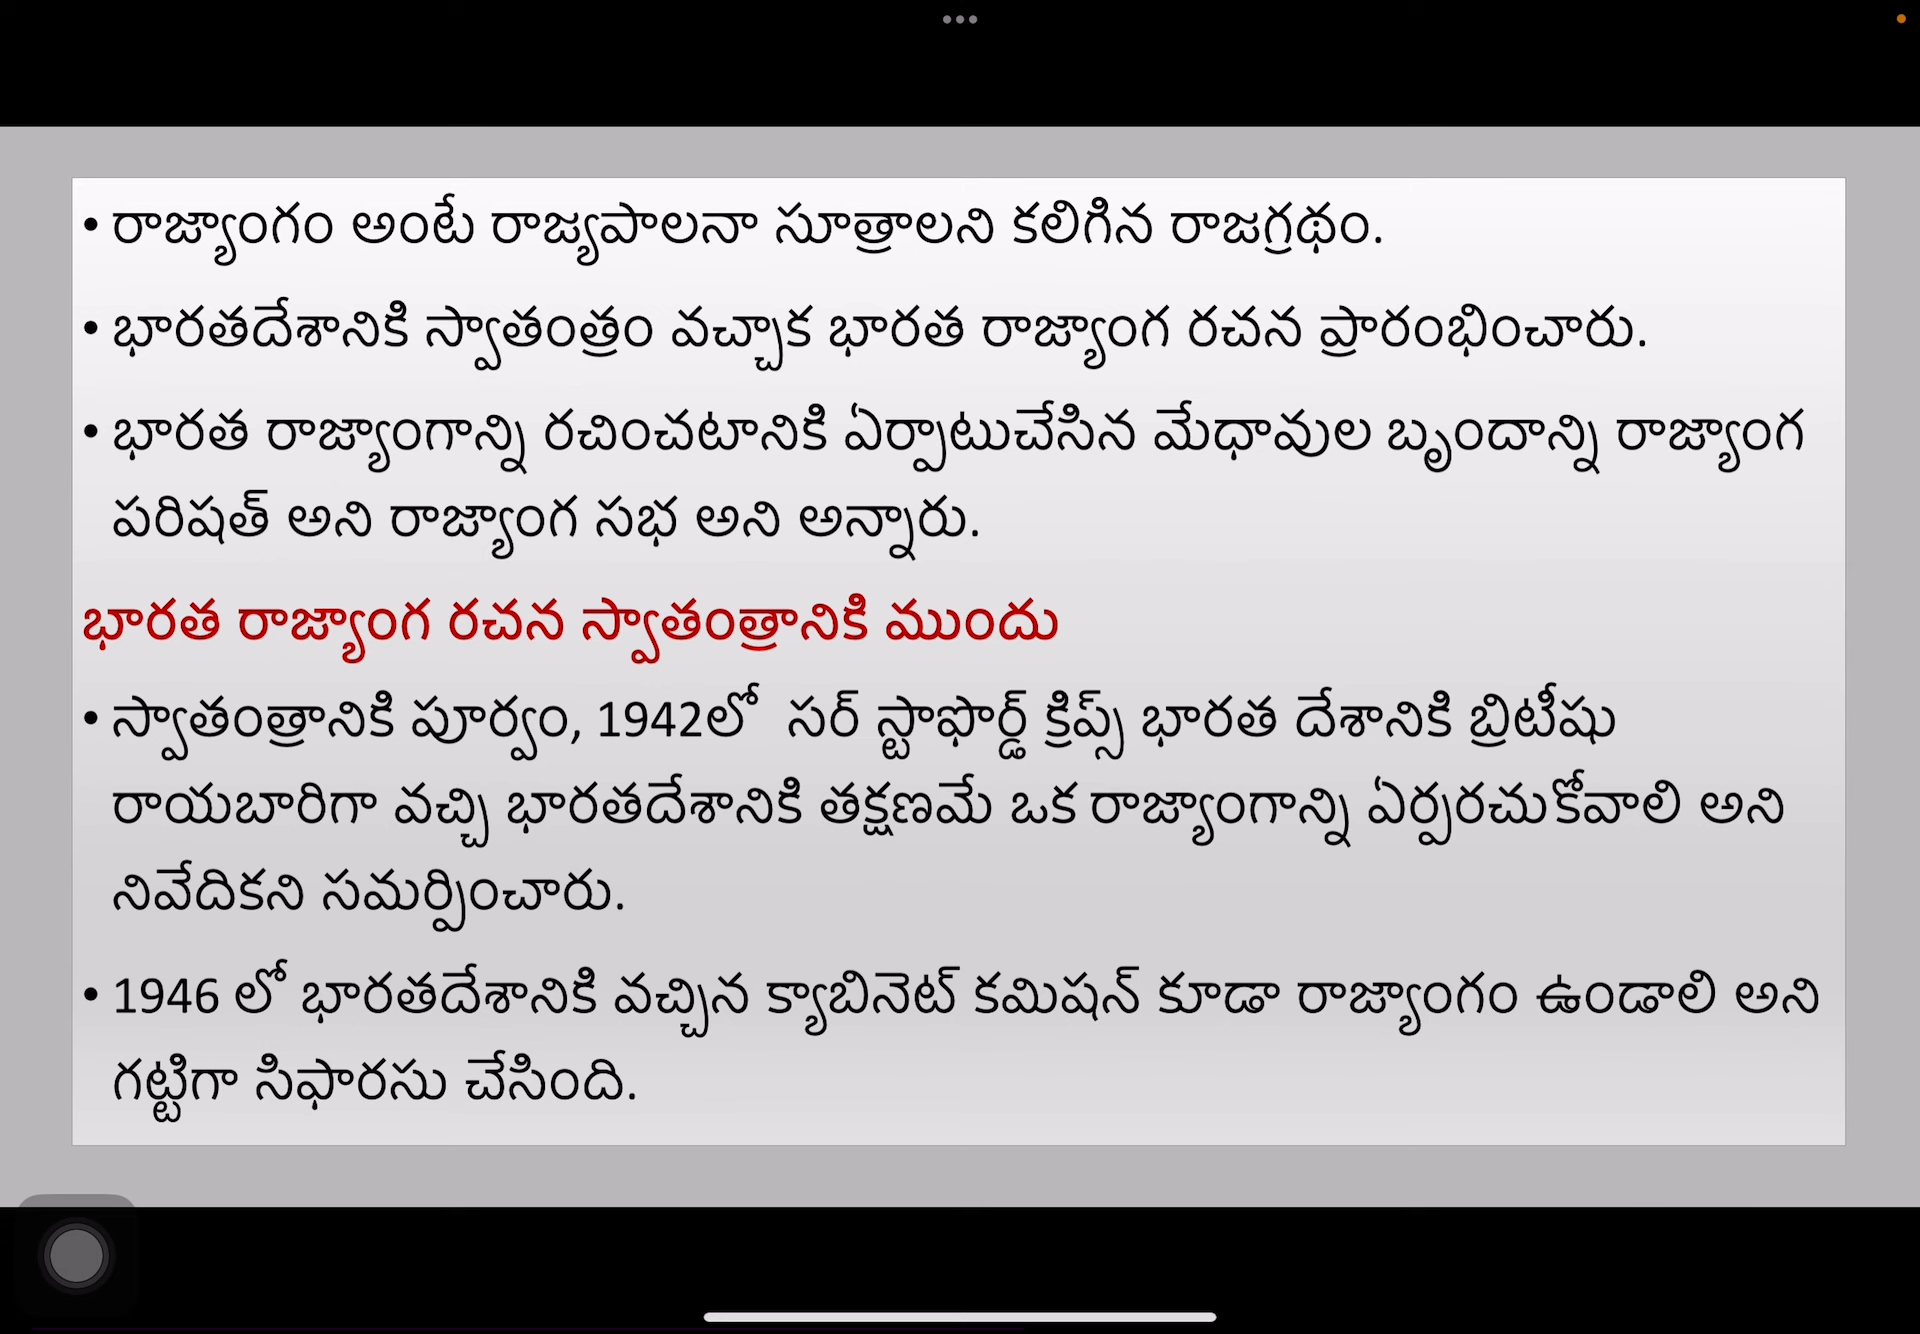 • రాజ్యాంగం అంటే రాజ్యపాలనా సూత్రాలని కలిగిన రాజగ్రథం.
• భారతదేశానికి స్వాతంత్రం వచ్చాక భారత రాజ్యాంగ రచన ప్రారంభించారు.
• భారత రాజ్యాంగాన్ని రచించటానికి ఏర్పాటుచేసిన మేధావుల బృందాన్ని రాజ్యాంగ
పరిషత్ అని రాజ్యాంగ సభ అని అన్నారు.
భారత రాజ్యాంగ రచన స్వాతంత్రానికి ముందు
• స్వాతంత్రానికి పూర్వం, 1942లో సర్ స్టాఫొర్డ్ క్రిప్స్ భారత దేశానికి బ్రిటీషు
రాయబారిగా వచ్చి భారతదేశానికి తక్షణమే ఒక రాజ్యాంగాన్ని ఏర్పరచుకోవాలి అని
నివేదికని సమర్పించారు.
• 1946 లో భారతదేశానికి వచ్చిన క్యాబినెట్ కమిషన్ కూడా రాజ్యాంగం ఉండాలి అని
గట్టిగా సిఫారసు చేసింది.